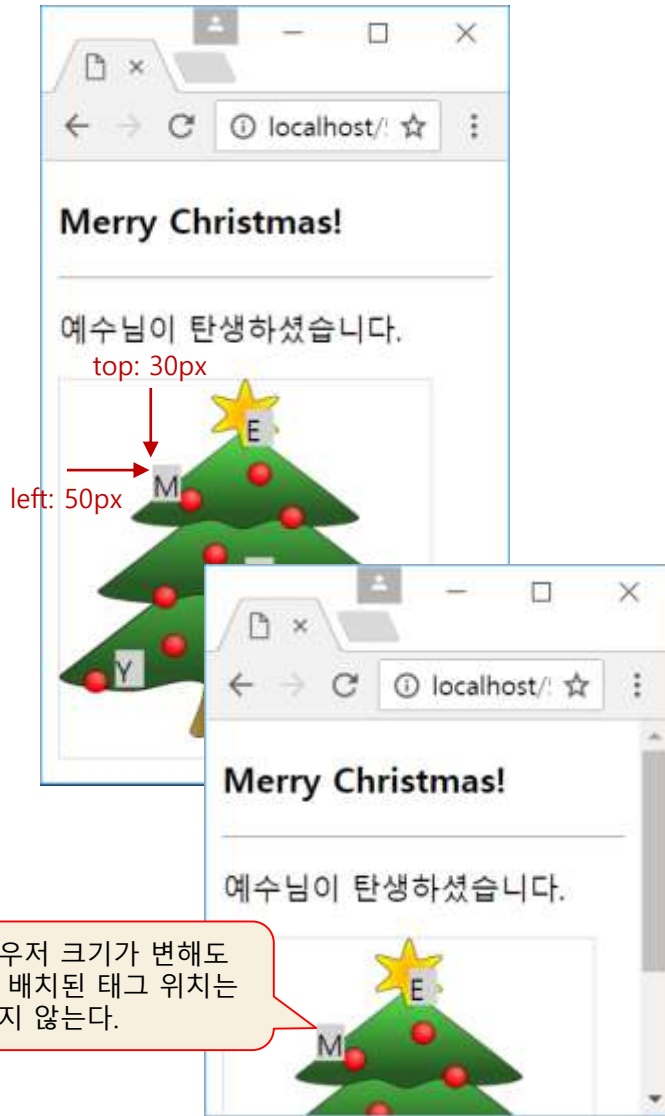 localhost/
Merry Christmas!
예수님이 탄생하셨습니다.
top: 30px
E
M
left: 50px
Y
localhost/
Merry Christmas!
예수님이 탄생하셨습니다.
우저 크기가 변해도
배치된 태그 위치는
지 않는다.
E
M